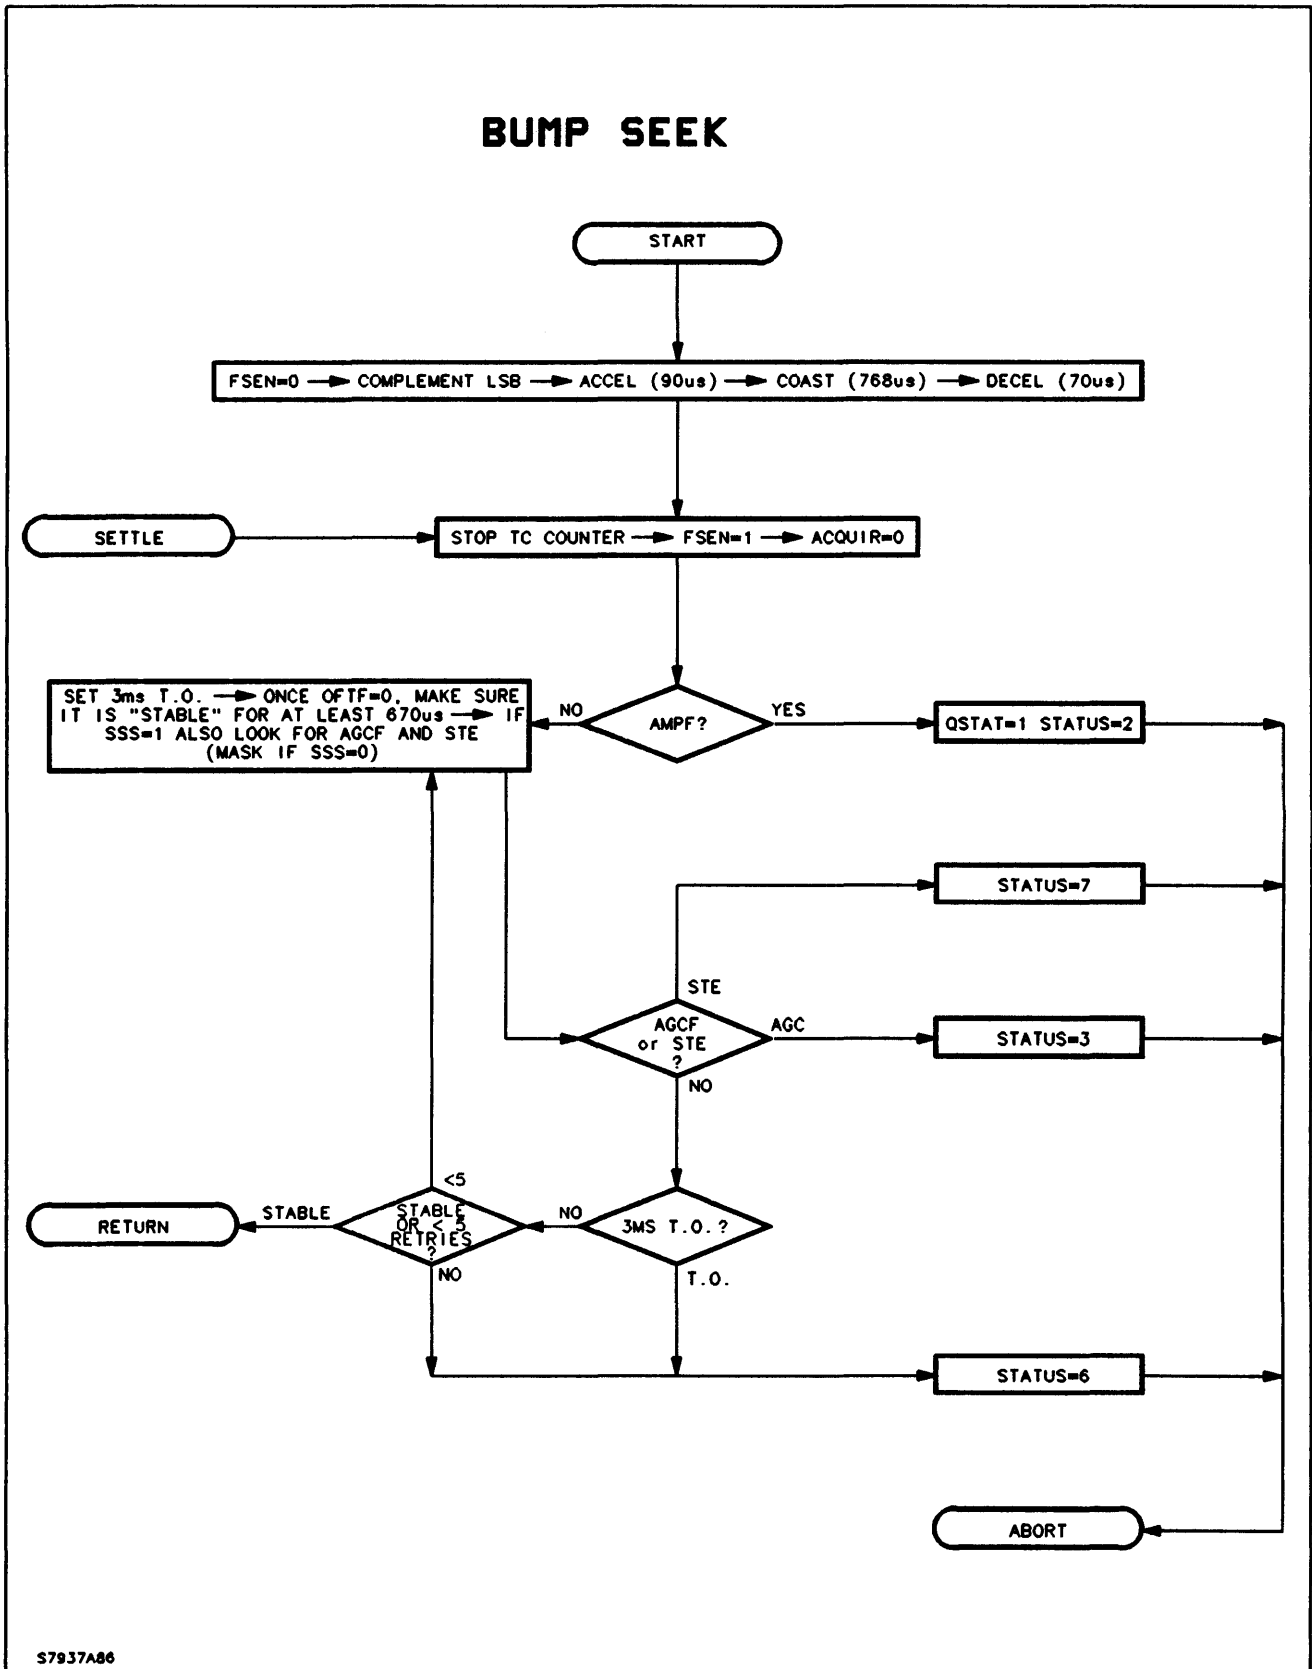 BUMP SEEK
START
FSEN=0 → COMPLEMENT LSB → ACCEL (90us) → COAST (768us) → DECEL (70us)
SETTLE
STOP TC COUNTER → FSEN=1 → ACQUIR=0
SET 3ms T.O. → ONCE OFTF=0, MAKE SURE
IT IS "STABLE" FOR AT LEAST 670us → IF
SSS=1 ALSO LOOK FOR AGCF AND STE
(MASK IF SSS=0)
NO
AMPF?
YES
QSTAT=1 STATUS=2
STATUS=7
STE
AGCF
or STE
?
AGC
STATUS=3
NO
<5
RETURN
STABLE
STABLE
OR < 5
RETRIES
?
NO
3MS T.O.?
NO
T.O.
STATUS=6
ABORT
S7937A86